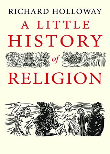 RICHARD HOLLOWAY
A LITTLE
HISTORY
of
RELIGION